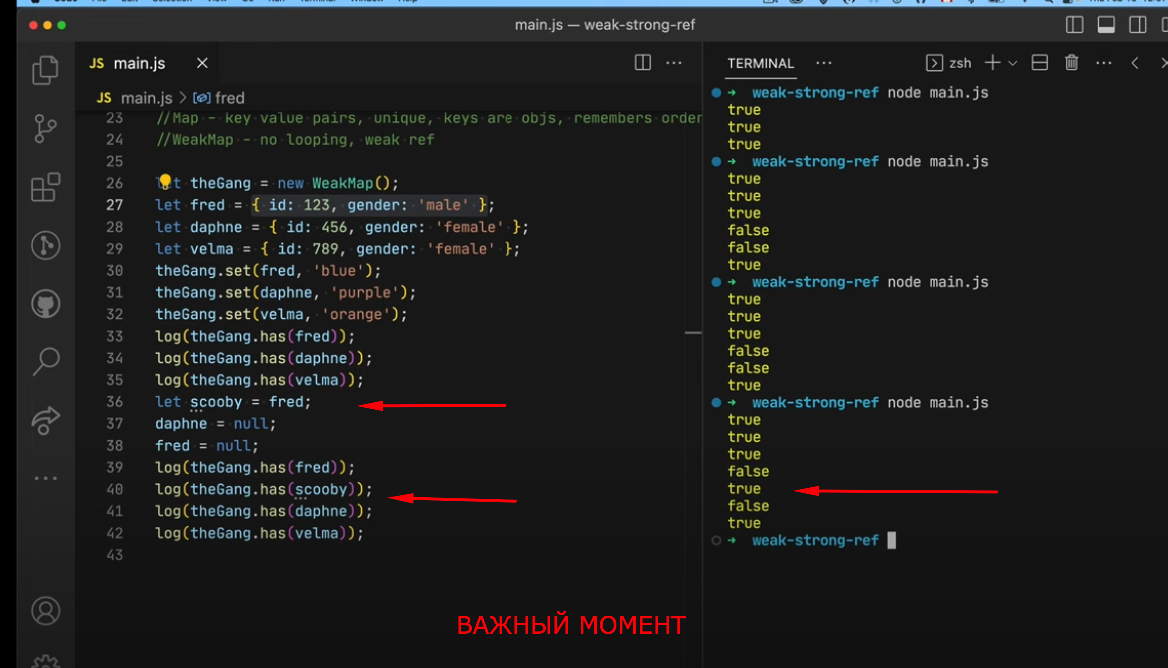 main.js — weak-strong-ref
JS main.js ×
JS main.js > fred
23 //Map - key value pairs, unique, keys are objs, remembers order
24 //WeakMap - no looping, weak ref
25
26 let theGang = new WeakMap();
27 let fred = { id: 123, gender: 'male' };
28 let daphne = { id: 456, gender: 'female' };
29 let velma = { id: 789, gender: 'female' };
30 theGang.set(fred, 'blue');
31 theGang.set(daphne, 'purple');
32 theGang.set(velma, 'orange');
33 log(theGang.has(fred));
34 log(theGang.has(daphne));
35 log(theGang.has(velma));
36 let scooby = fred;
37 daphne = null;
38 fred = null;
39 log(theGang.has(fred));
40 log(theGang.has(scooby));
41 log(theGang.has(daphne));
42 log(theGang.has(velma));
43
TERMINAL ··· zsh
→ weak-strong-ref node main.js
true
true
true
→ weak-strong-ref node main.js
true
true
true
false
false
true
→ weak-strong-ref node main.js
true
true
true
false
false
true
→ weak-strong-ref node main.js
true
true
true
false
true
false
true
→ weak-strong-ref
ВАЖНЫЙ МОМЕНТ